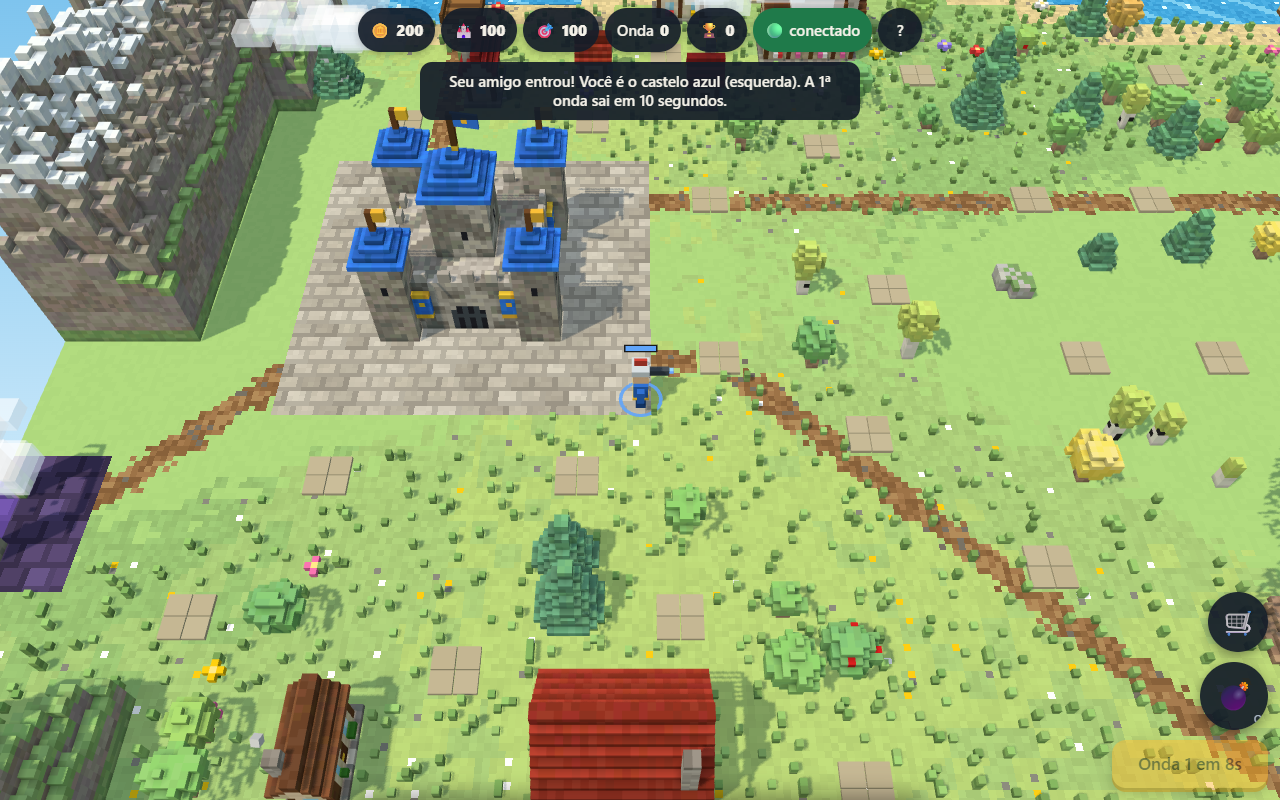 200
100
100
Onda 0
0
conectado
?
Seu amigo entrou! Você é o castelo azul (esquerda). A 1ª
onda sai em 10 segundos.
Onda 1 em 8s